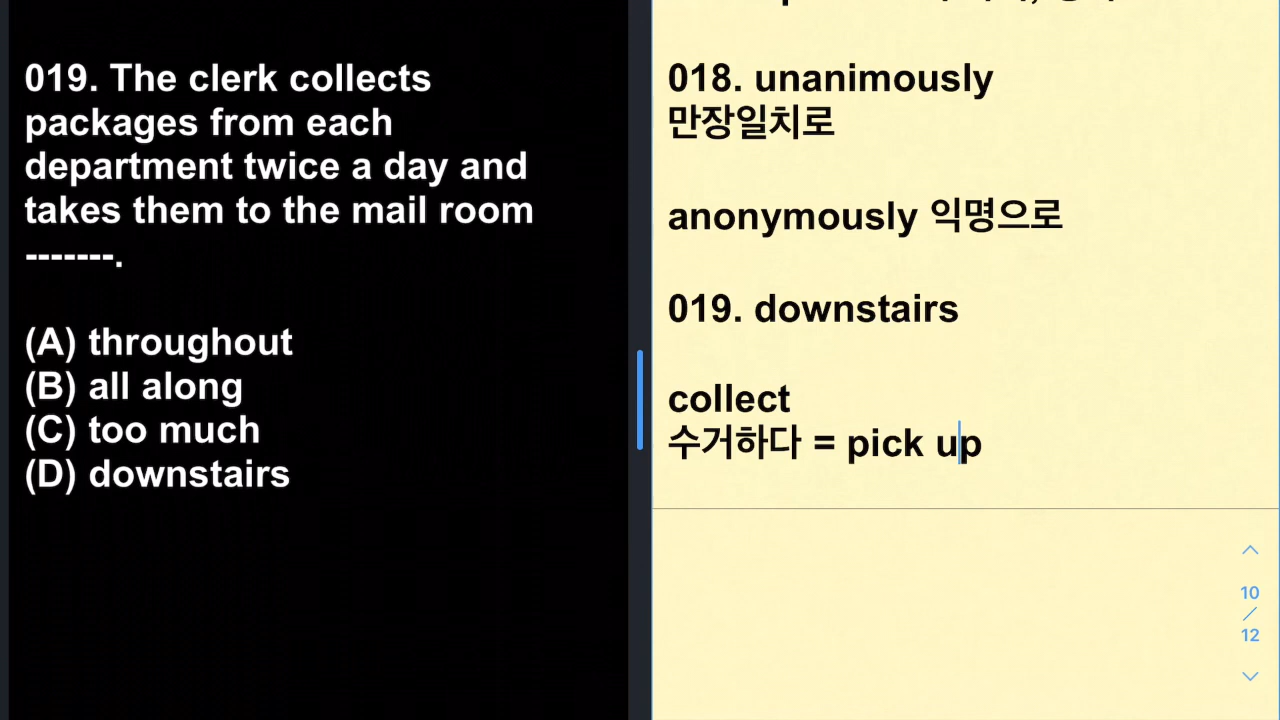 019. The clerk collects
packages from each
department twice a day and
takes them to the mail room
-------.
(A) throughout
(B) all along
(C) too much
(D) downstairs
018. unanimously
만장일치로
anonymously 익명으로
019. downstairs
collect
수거하다 = pick up
10
/
12